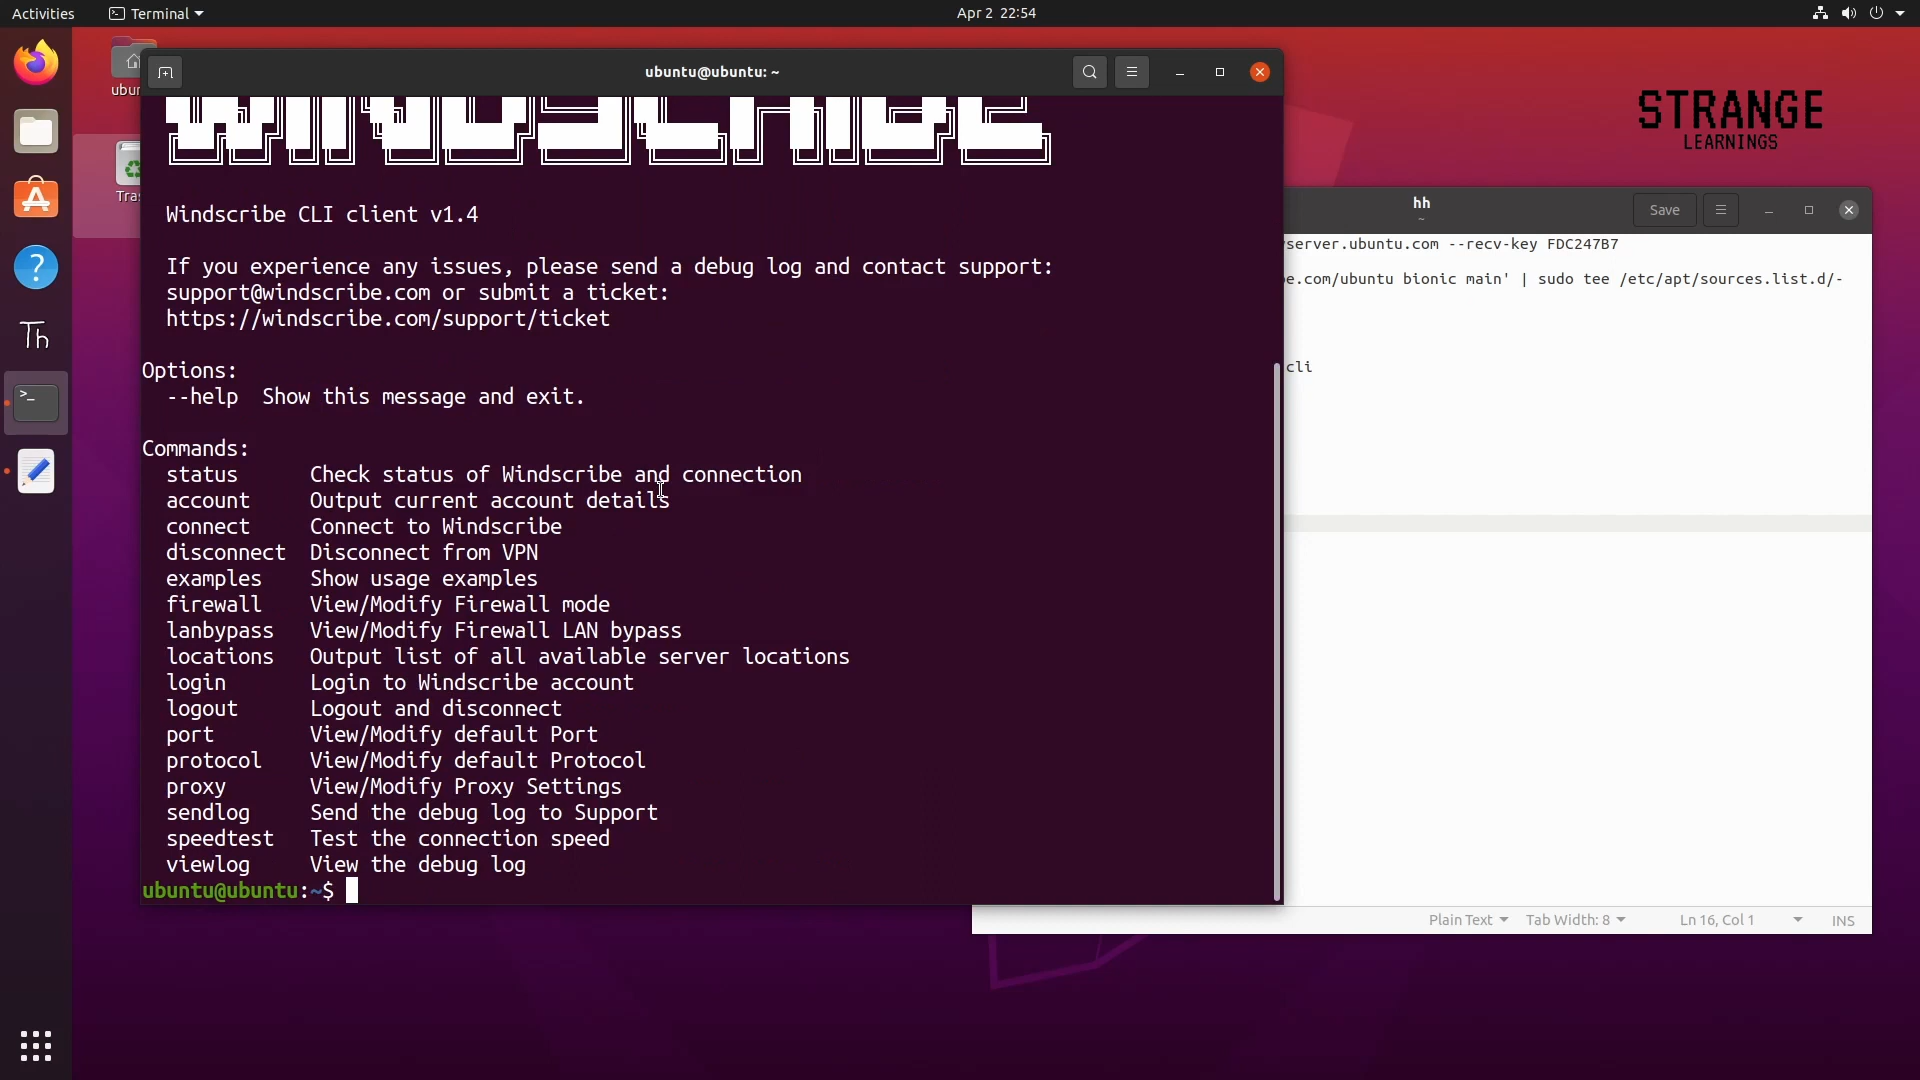 Activities
Terminal
Apr 2 22:54
ubuntu@ubuntu: ~
ubun
Tras
Windscribe CLI client v1.4
If you experience any issues, please send a debug log and contact support:
support@windscribe.com or submit a ticket:
https://windscribe.com/support/ticket
Options:
--help Show this message and exit.
Commands:
status Check status of Windscribe and connection
account Output current account details
connect Connect to Windscribe
disconnect Disconnect from VPN
examples Show usage examples
firewall View/Modify Firewall mode
lanbypass View/Modify Firewall LAN bypass
locations Output list of all available server locations
login Login to Windscribe account
logout Logout and disconnect
port View/Modify default Port
protocol View/Modify default Protocol
proxy View/Modify Proxy Settings
sendlog Send the debug log to Support
speedtest Test the connection speed
viewlog View the debug log
ubuntu@ubuntu:~$
STRANGE
LEARNINGS
hh
~
Save
server.ubuntu.com --recv-key FDC247B7
e.com/ubuntu bionic main' | sudo tee /etc/apt/sources.list.d/-
cli
Plain Text
Tab Width: 8
Ln 16, Col 1
INS
Th